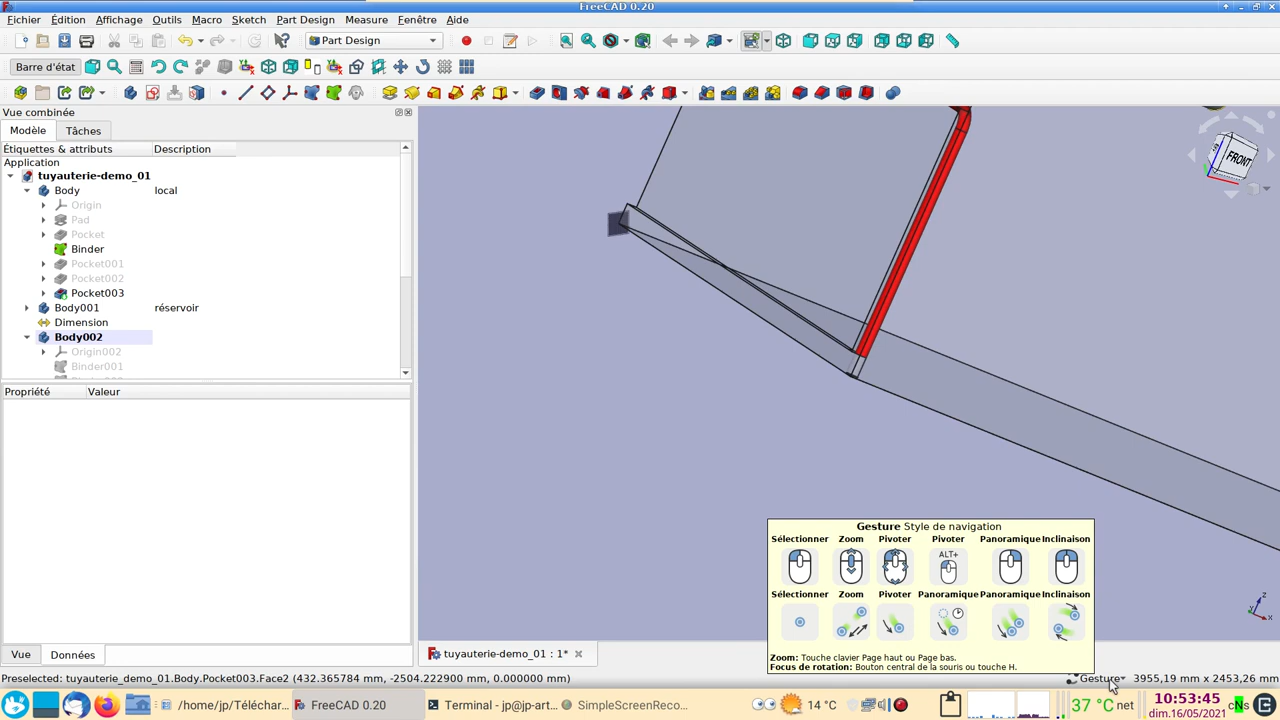 FreeCAD 0.20
Fichier Édition Affichage Outils Macro Sketch Part Design Measure Fenêtre Aide
Part Design
Barre d'état
Vue combinée
Modèle Tâches
Étiquettes & attributs Description
Application
tuyauterie-demo_01
Body local
Origin
Pad
Pocket
Binder
Pocket001
Pocket002
Pocket003
Body001 réservoir
Dimension
Body002
Origin002
Binder001
Propriété Valeur
FRONT
Gesture Style de navigation
Sélectionner Zoom Pivoter Pivoter Panoramique Inclinaison
ALT+
Sélectionner Zoom Pivoter Panoramique Panoramique Inclinaison
Zoom: Touche clavier Page haut ou Page bas.
Focus de rotation: Bouton central de la souris ou touche H.
Vue Données
tuyauterie-demo_01 : 1*
Preselected: tuyauterie_demo_01.Body.Pocket003.Face2 (432.365784 mm, -2504.222900 mm, 0.000000 mm)
Gesture 3955,19 mm x 2453,26 mm
/home/jp/Téléchar... FreeCAD 0.20 Terminal - jp@jp-art... SimpleScreenReco...
14 °C
37 °C net
10:53:45
dim.16/05/2021